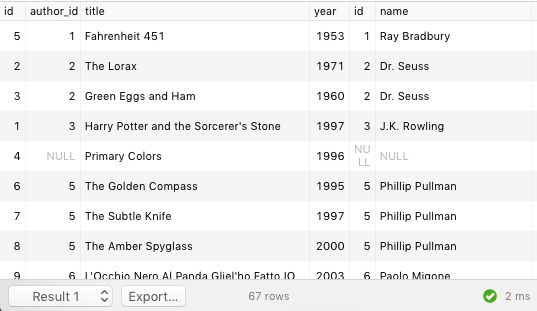 id author_id title year id name
5 1 Fahrenheit 451 1953 1 Ray Bradbury
2 2 The Lorax 1971 2 Dr. Seuss
3 2 Green Eggs and Ham 1960 2 Dr. Seuss
1 3 Harry Potter and the Sorcerer's Stone 1997 3 J.K. Rowling
4 NULL Primary Colors 1996 NULL NULL
6 5 The Golden Compass 1995 5 Phillip Pullman
7 5 The Subtle Knife 1997 5 Phillip Pullman
8 5 The Amber Spyglass 2000 5 Phillip Pullman
9 6 L'Occhio Nero Al Panda Gliel'ho Fatto IO 2003 6 Paolo Migone
Result 1 Export... 67 rows 2 ms